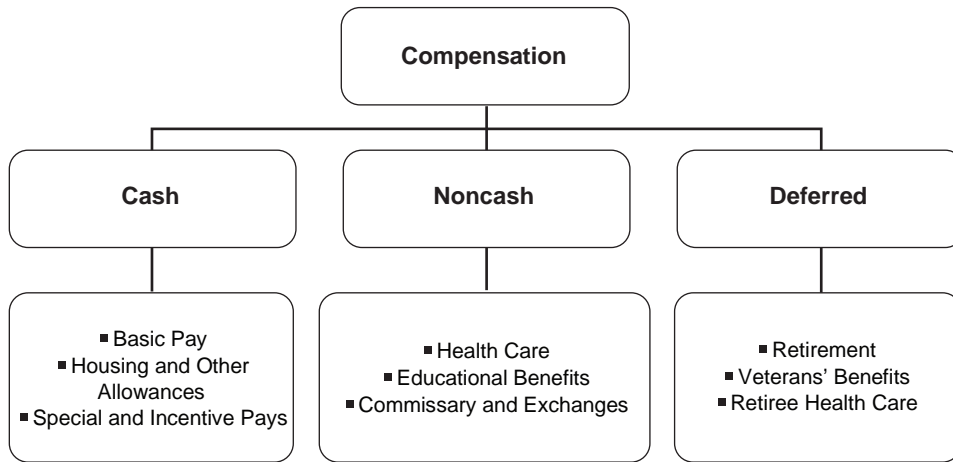 Compensation
Cash
Noncash
Deferred
▪ Basic Pay
▪ Housing and Other
Allowances
▪ Special and Incentive Pays
▪ Health Care
▪ Educational Benefits
▪ Commissary and Exchanges
▪ Retirement
▪ Veterans’ Benefits
▪ Retiree Health Care